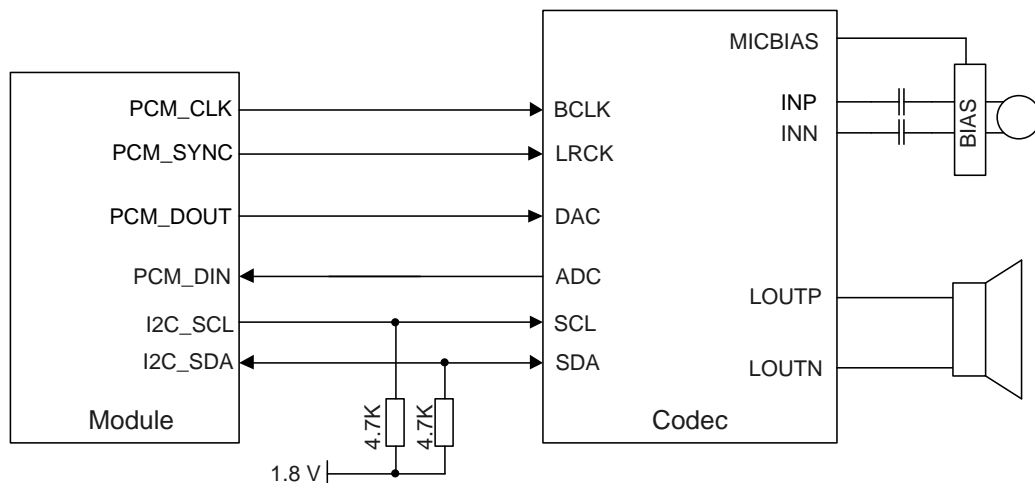 MICBIAS
PCM_CLK
BCLK
INP
BIAS
PCM_SYNC
LRCK
INN
PCM_DOUT
DAC
PCM_DIN
ADC
LOUTP
I2C_SCL
SCL
I2C_SDA
SDA
LOUTN
Module
4.7K
4.7K
Codec
1.8 V